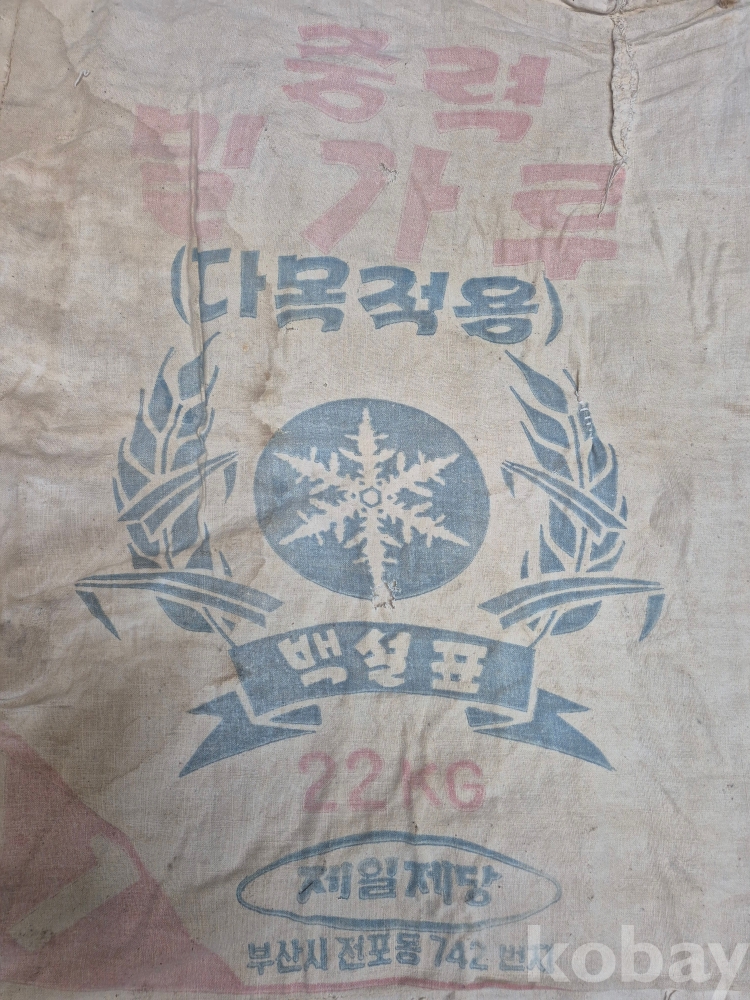 중력
밀가루
(다목적용)
백설표
22KG
제일제당
부산시 전포동 742 번지
kobay